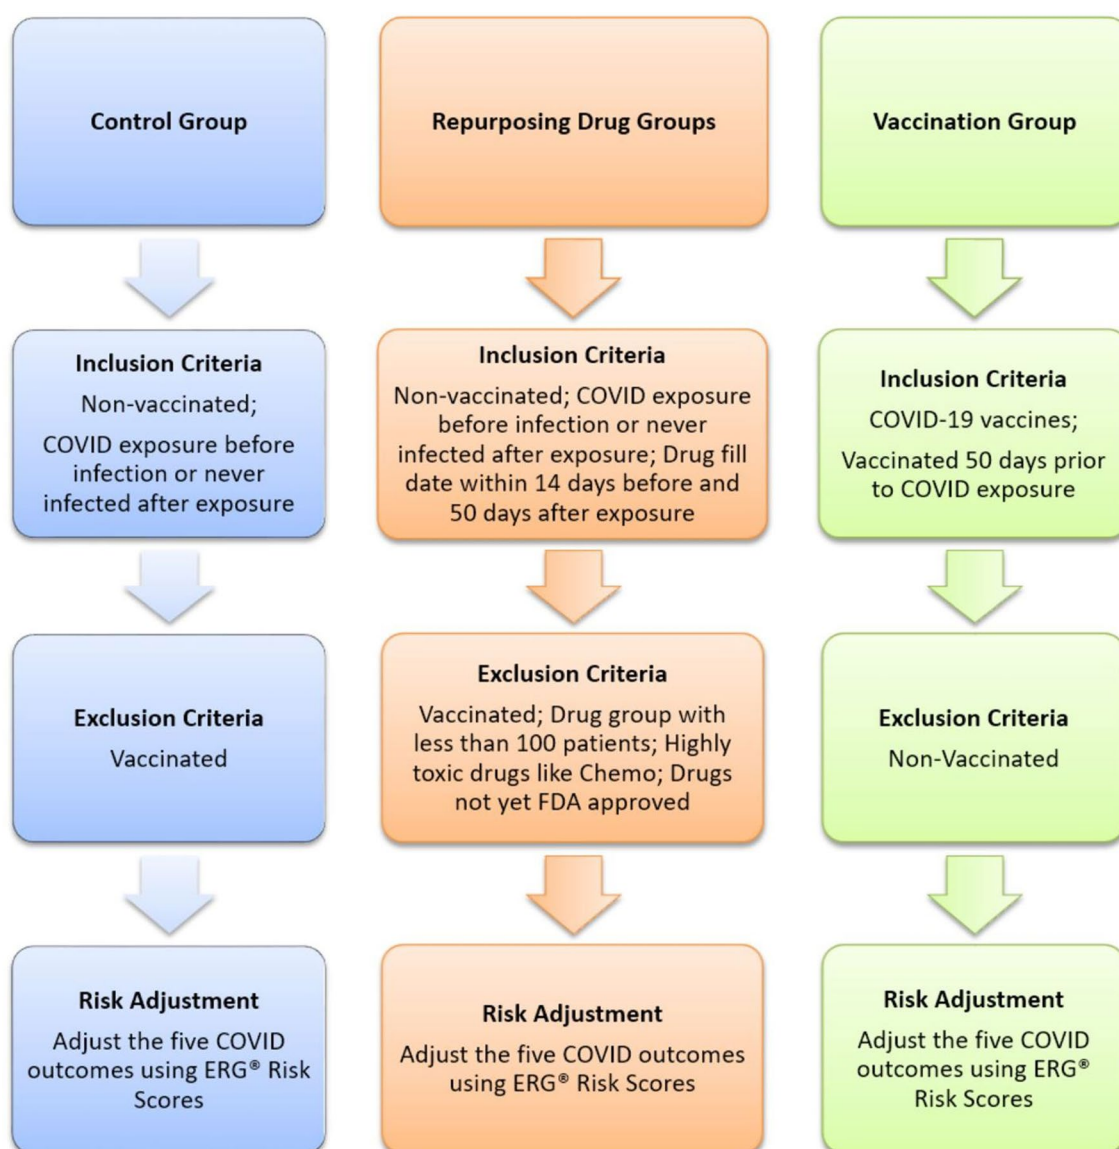 Control Group
Repurposing Drug Groups
Vaccination Group
Inclusion Criteria
Non-vaccinated;
COVID exposure before
infection or never
infected after exposure
Inclusion Criteria
Non-vaccinated; COVID exposure
before infection or never
infected after exposure; Drug fill
date within 14 days before and
50 days after exposure
Inclusion Criteria
COVID-19 vaccines;
Vaccinated 50 days prior
to COVID exposure
Exclusion Criteria
Vaccinated
Exclusion Criteria
Vaccinated; Drug group with
less than 100 patients; Highly
toxic drugs like Chemo; Drugs
not yet FDA approved
Exclusion Criteria
Non-Vaccinated
Risk Adjustment
Adjust the five COVID
outcomes using ERG® Risk
Scores
Risk Adjustment
Adjust the five COVID outcomes
using ERG® Risk Scores
Risk Adjustment
Adjust the five COVID
outcomes using ERG®
Risk Scores